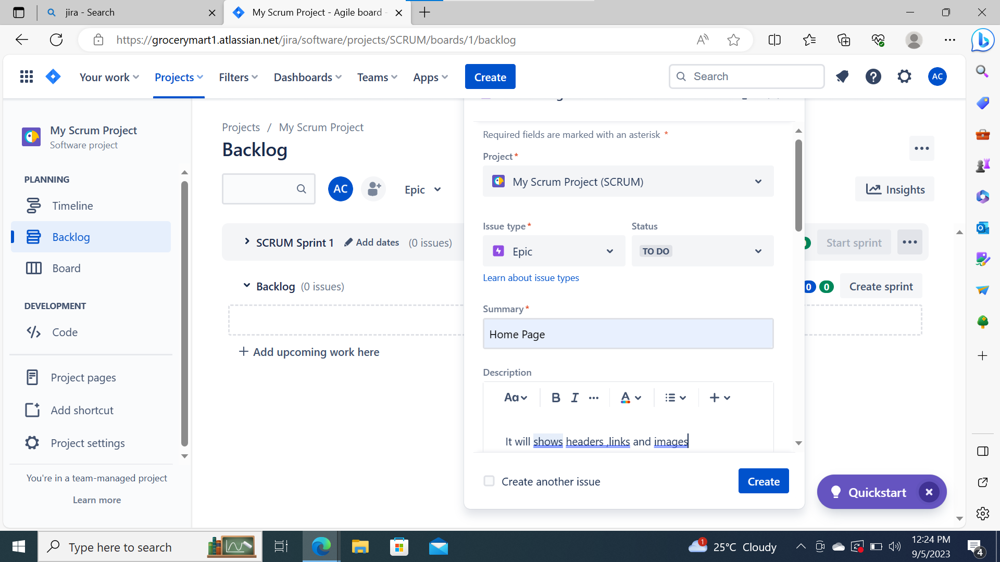 jira - Search
My Scrum Project - Agile board -
https://grocerymart1.atlassian.net/jira/software/projects/SCRUM/boards/1/backlog
Your work
Projects
Filters
Dashboards
Teams
Apps
Create
Search
AC
My Scrum Project
Software project
PLANNING
Timeline
Backlog
Board
DEVELOPMENT
Code
Project pages
Add shortcut
Project settings
You're in a team-managed project
Learn more
Projects / My Scrum Project
Backlog
AC
Epic
Insights
SCRUM Sprint 1 Add dates (0 issues)
Start sprint
Backlog (0 issues)
0 0 Create sprint
+ Add upcoming work here
Required fields are marked with an asterisk *
Project *
My Scrum Project (SCRUM)
Issue type * Status
Epic TO DO
Learn about issue types
Summary *
Home Page
Description
Aa B I ... A
It will shows headers ,links and images
Create another issue
Create
Quickstart
Type here to search
1
25°C Cloudy
12:24 PM
9/5/2023
4